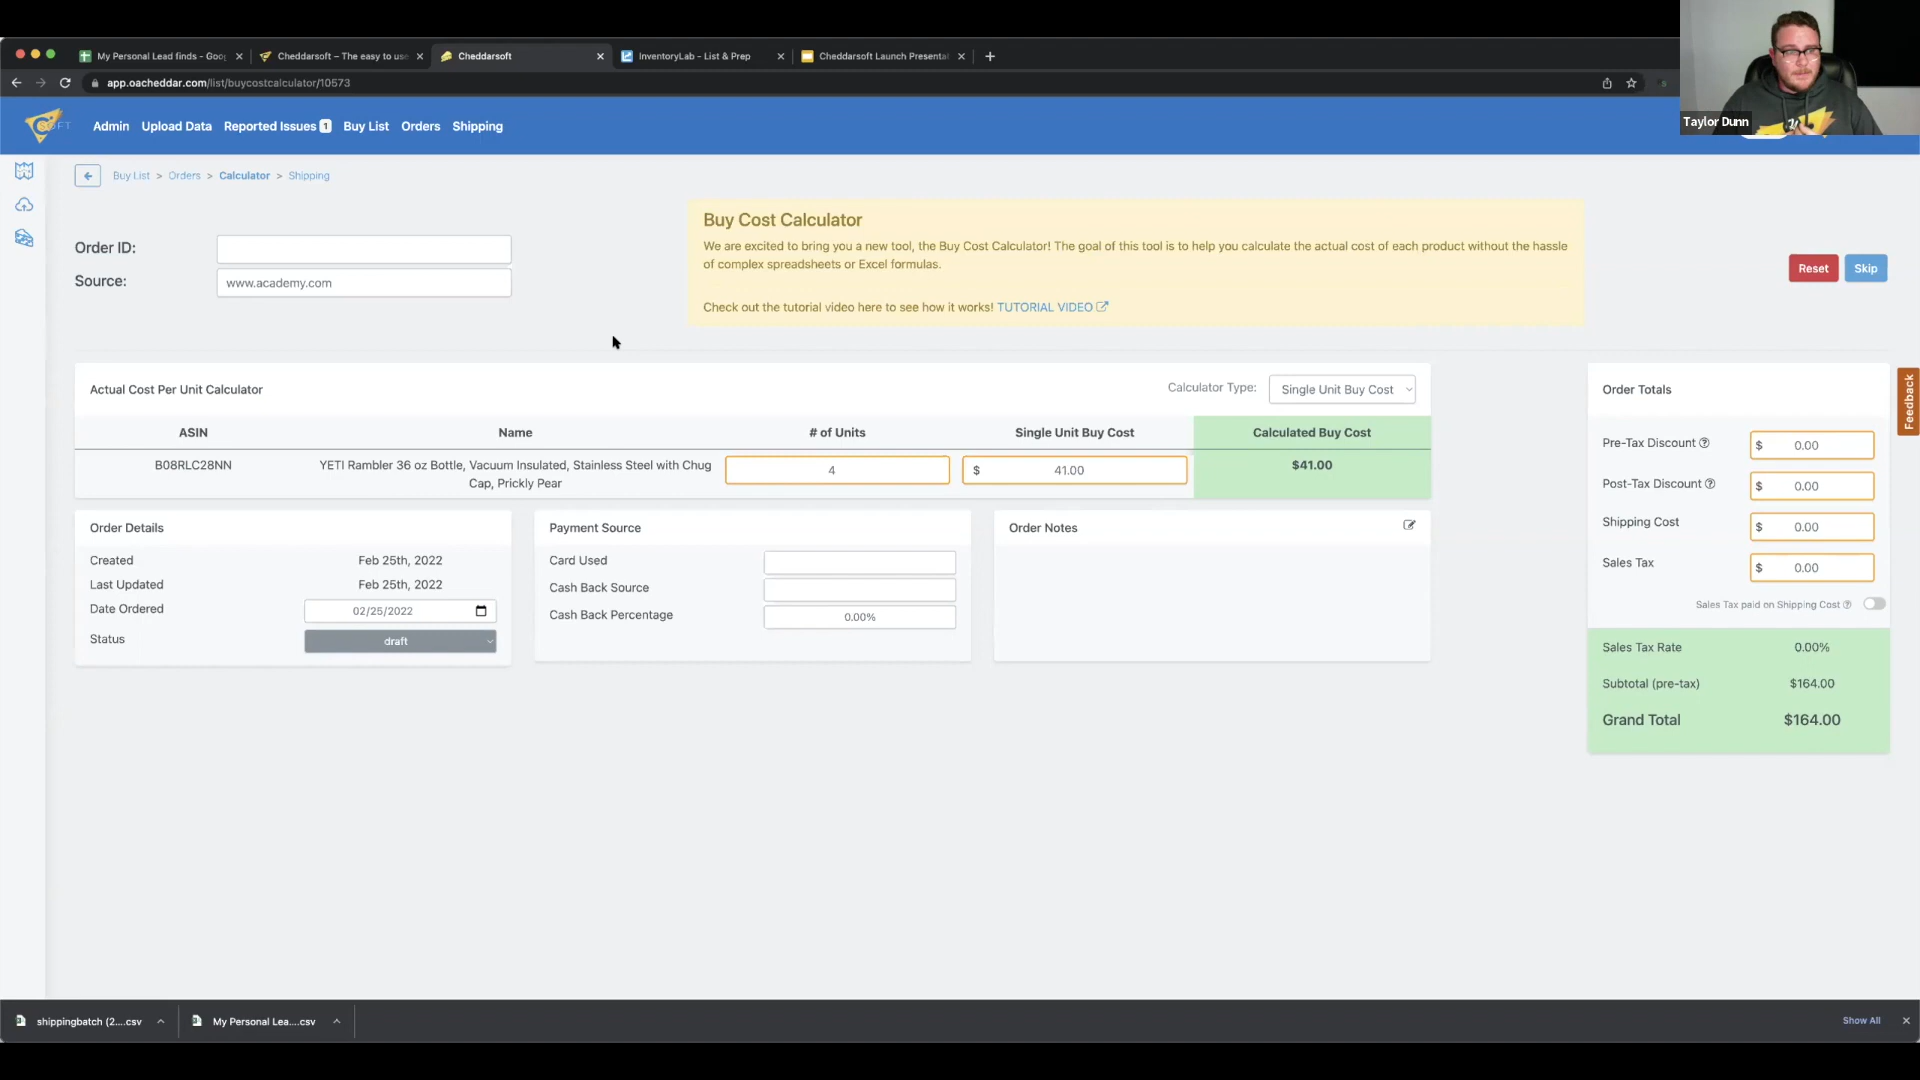 My Personal Lead finds - Goog
Cheddarsoft – The easy to use
Cheddarsoft
InventoryLab - List & Prep
Cheddarsoft Launch Presentat
app.oacheddar.com/list/buycostcalculator/10573
Taylor Dunn
SOFT
Admin
Upload Data
Reported Issues 1
Buy List
Orders
Shipping
Buy List > Orders > Calculator > Shipping
Order ID:
Source:
www.academy.com
Buy Cost Calculator
We are excited to bring you a new tool, the Buy Cost Calculator! The goal of this tool is to help you calculate the actual cost of each product without the hassle
of complex spreadsheets or Excel formulas.
Check out the tutorial video here to see how it works! TUTORIAL VIDEO
Reset
Skip
Actual Cost Per Unit Calculator
Calculator Type:
Single Unit Buy Cost
ASIN
Name
# of Units
Single Unit Buy Cost
Calculated Buy Cost
B08RLC28NN
YETI Rambler 36 oz Bottle, Vacuum Insulated, Stainless Steel with Chug
Cap, Prickly Pear
4
$ 41.00
$41.00
Order Details
Created Feb 25th, 2022
Last Updated Feb 25th, 2022
Date Ordered 02/25/2022
Status draft
Payment Source
Card Used
Cash Back Source
Cash Back Percentage 0.00%
Order Notes
Order Totals
Pre-Tax Discount $ 0.00
Post-Tax Discount $ 0.00
Shipping Cost $ 0.00
Sales Tax $ 0.00
Sales Tax paid on Shipping Cost
Sales Tax Rate 0.00%
Subtotal (pre-tax) $164.00
Grand Total $164.00
Feedback
shippingbatch (2....csv
My Personal Lea....csv
Show All